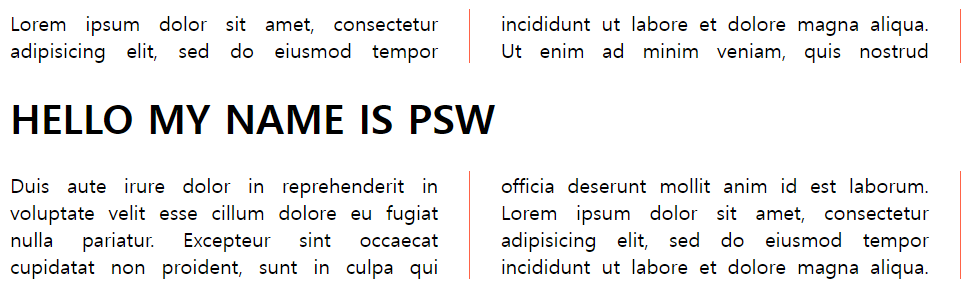 Lorem ipsum dolor sit amet, consectetur
adipisicing elit, sed do eiusmod tempor
incididunt ut labore et dolore magna aliqua.
Ut enim ad minim veniam, quis nostrud
HELLO MY NAME IS PSW
Duis aute irure dolor in reprehenderit in
voluptate velit esse cillum dolore eu fugiat
nulla pariatur. Excepteur sint occaecat
cupidatat non proident, sunt in culpa qui
officia deserunt mollit anim id est laborum.
Lorem ipsum dolor sit amet, consectetur
adipisicing elit, sed do eiusmod tempor
incididunt ut labore et dolore magna aliqua.